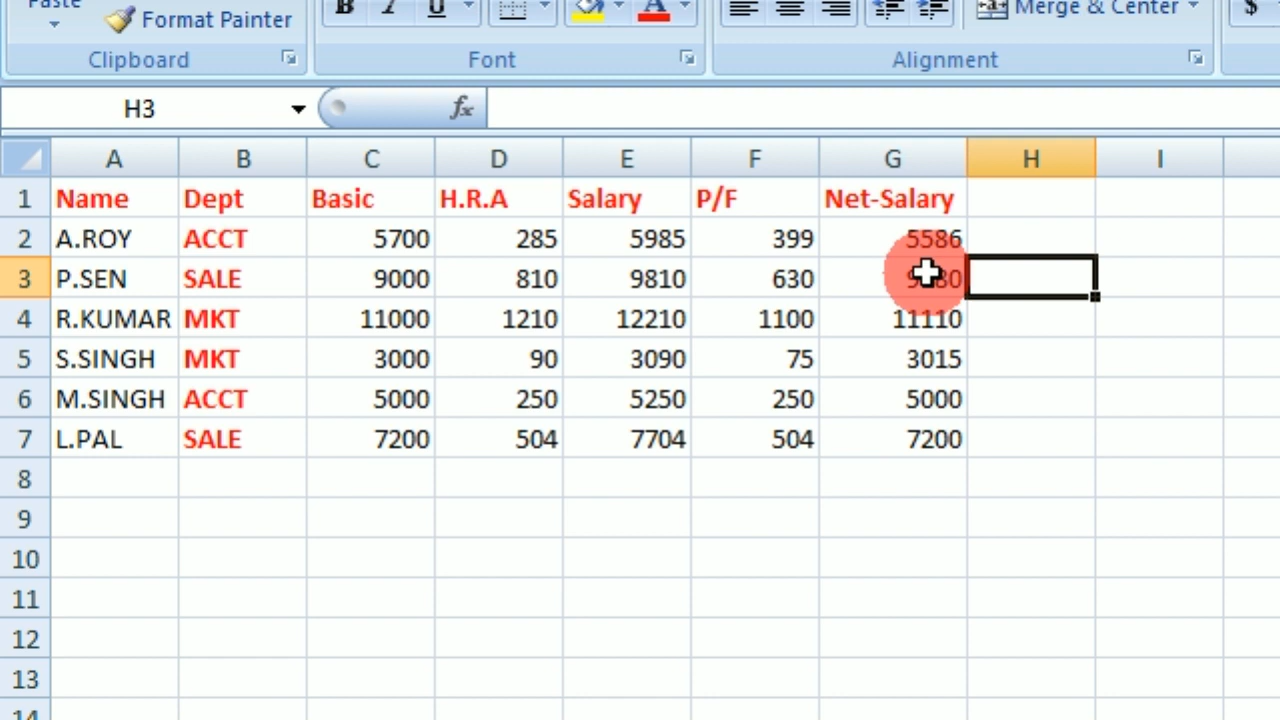 Paste
Format Painter B I U A Merge & Center $
Clipboard Font Alignment
H3 fx
A B C D E F G H I
1 Name Dept Basic H.R.A Salary P/F Net-Salary
2 A.ROY ACCT 5700 285 5985 399 5586
3 P.SEN SALE 9000 810 9810 630
4 R.KUMAR MKT 11000 1210 12210 1100 11110
5 S.SINGH MKT 3000 90 3090 75 3015
6 M.SINGH ACCT 5000 250 5250 250 5000
7 L.PAL SALE 7200 504 7704 504 7200
8
9
10
11
12
13
14